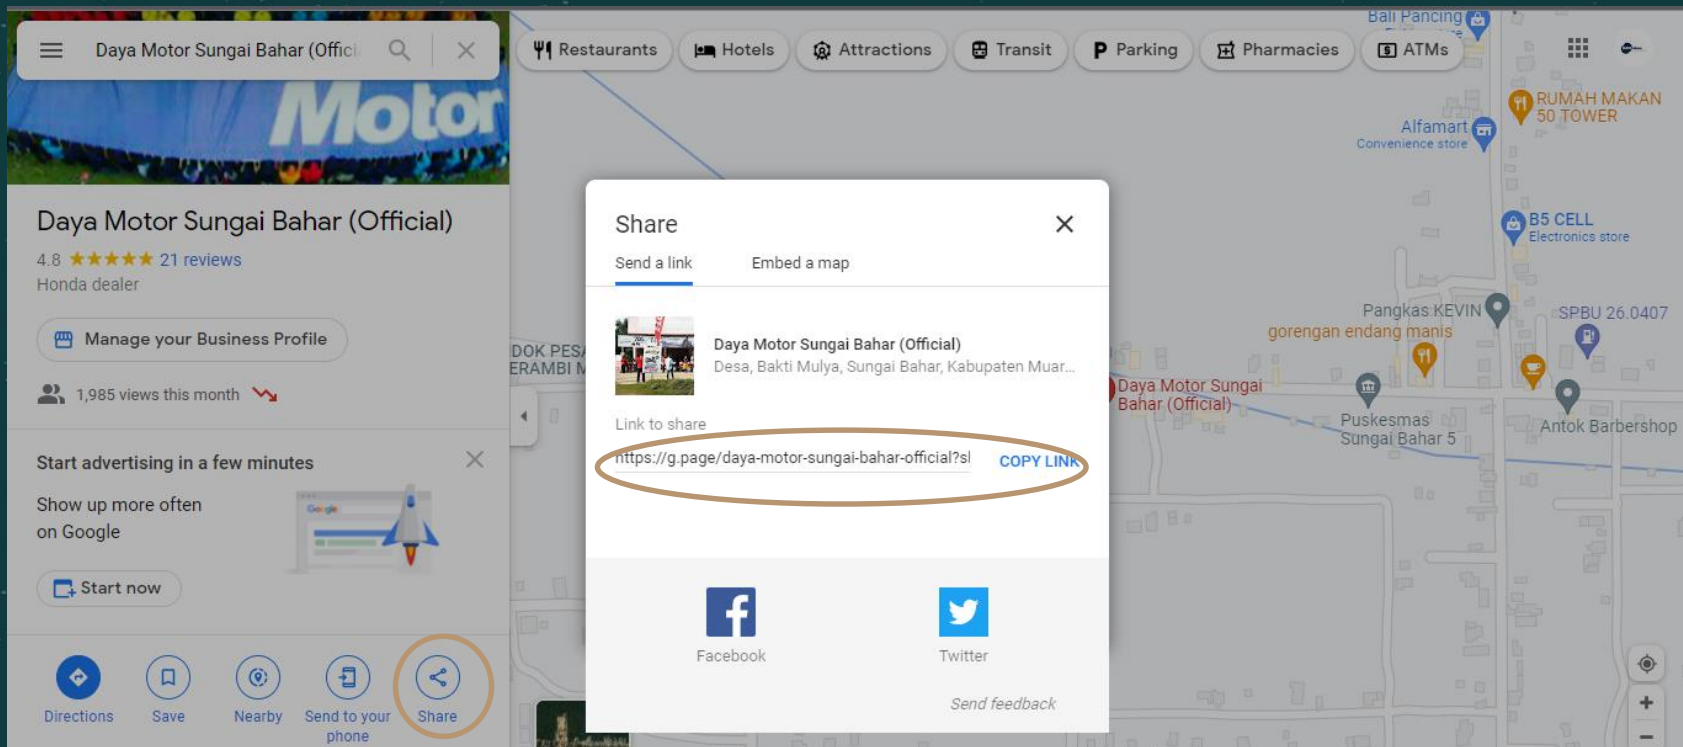 Daya Motor Sungai Bahar (Offici
Restaurants
Hotels
Attractions
Transit
Parking
Pharmacies
ATMs
Motor
Daya Motor Sungai Bahar (Official)
4.8
21 reviews
Honda dealer
Manage your Business Profile
1,985 views this month
Start advertising in a few minutes
Show up more often
on Google
Google
Start now
Directions
Save
Nearby
Send to your
phone
Share
Share
Send a link
Embed a map
Daya Motor Sungai Bahar (Official)
Desa, Bakti Mulya, Sungai Bahar, Kabupaten Muar...
Link to share
https://g.page/daya-motor-sungai-bahar-official?sl
COPY LINK
Facebook
Twitter
Send feedback
Bali Pancing
RUMAH MAKAN
50 TOWER
Alfamart
Convenience store
B5 CELL
Electronics store
Pangkas KEVIN
gorengan endang manis
SPBU 26.0407
DOK PESA
ERAMBI M
Daya Motor Sungai
Bahar (Official)
Puskesmas
Sungai Bahar 5
Antok Barbershop